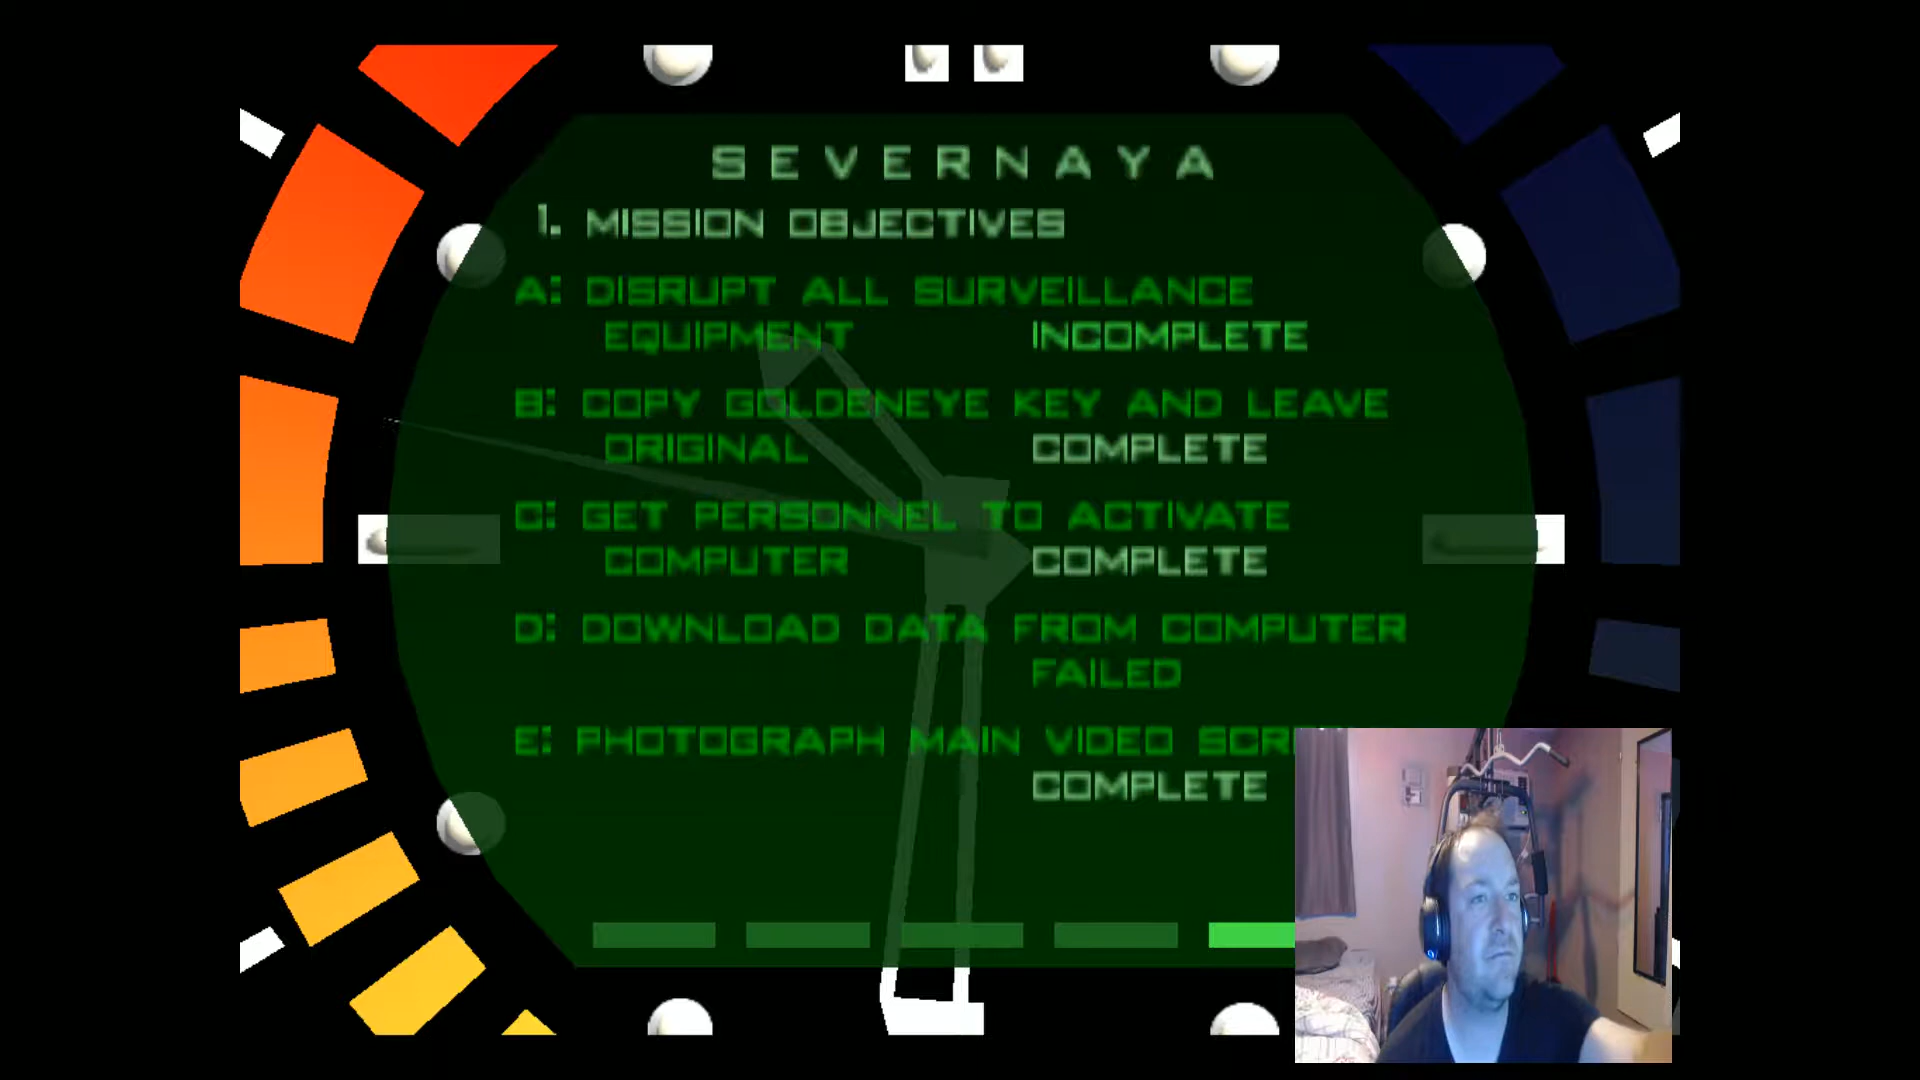 SEVERNAYA
1. MISSION OBJECTIVES
A: DISRUPT ALL SURVEILLANCE
EQUIPMENT INCOMPLETE
B: COPY GOLDENEYE KEY AND LEAVE
ORIGINAL COMPLETE
C: GET PERSONNEL TO ACTIVATE
COMPUTER COMPLETE
D: DOWNLOAD DATA FROM COMPUTER
FAILED
E: PHOTOGRAPH MAIN VIDEO
COMPLETE